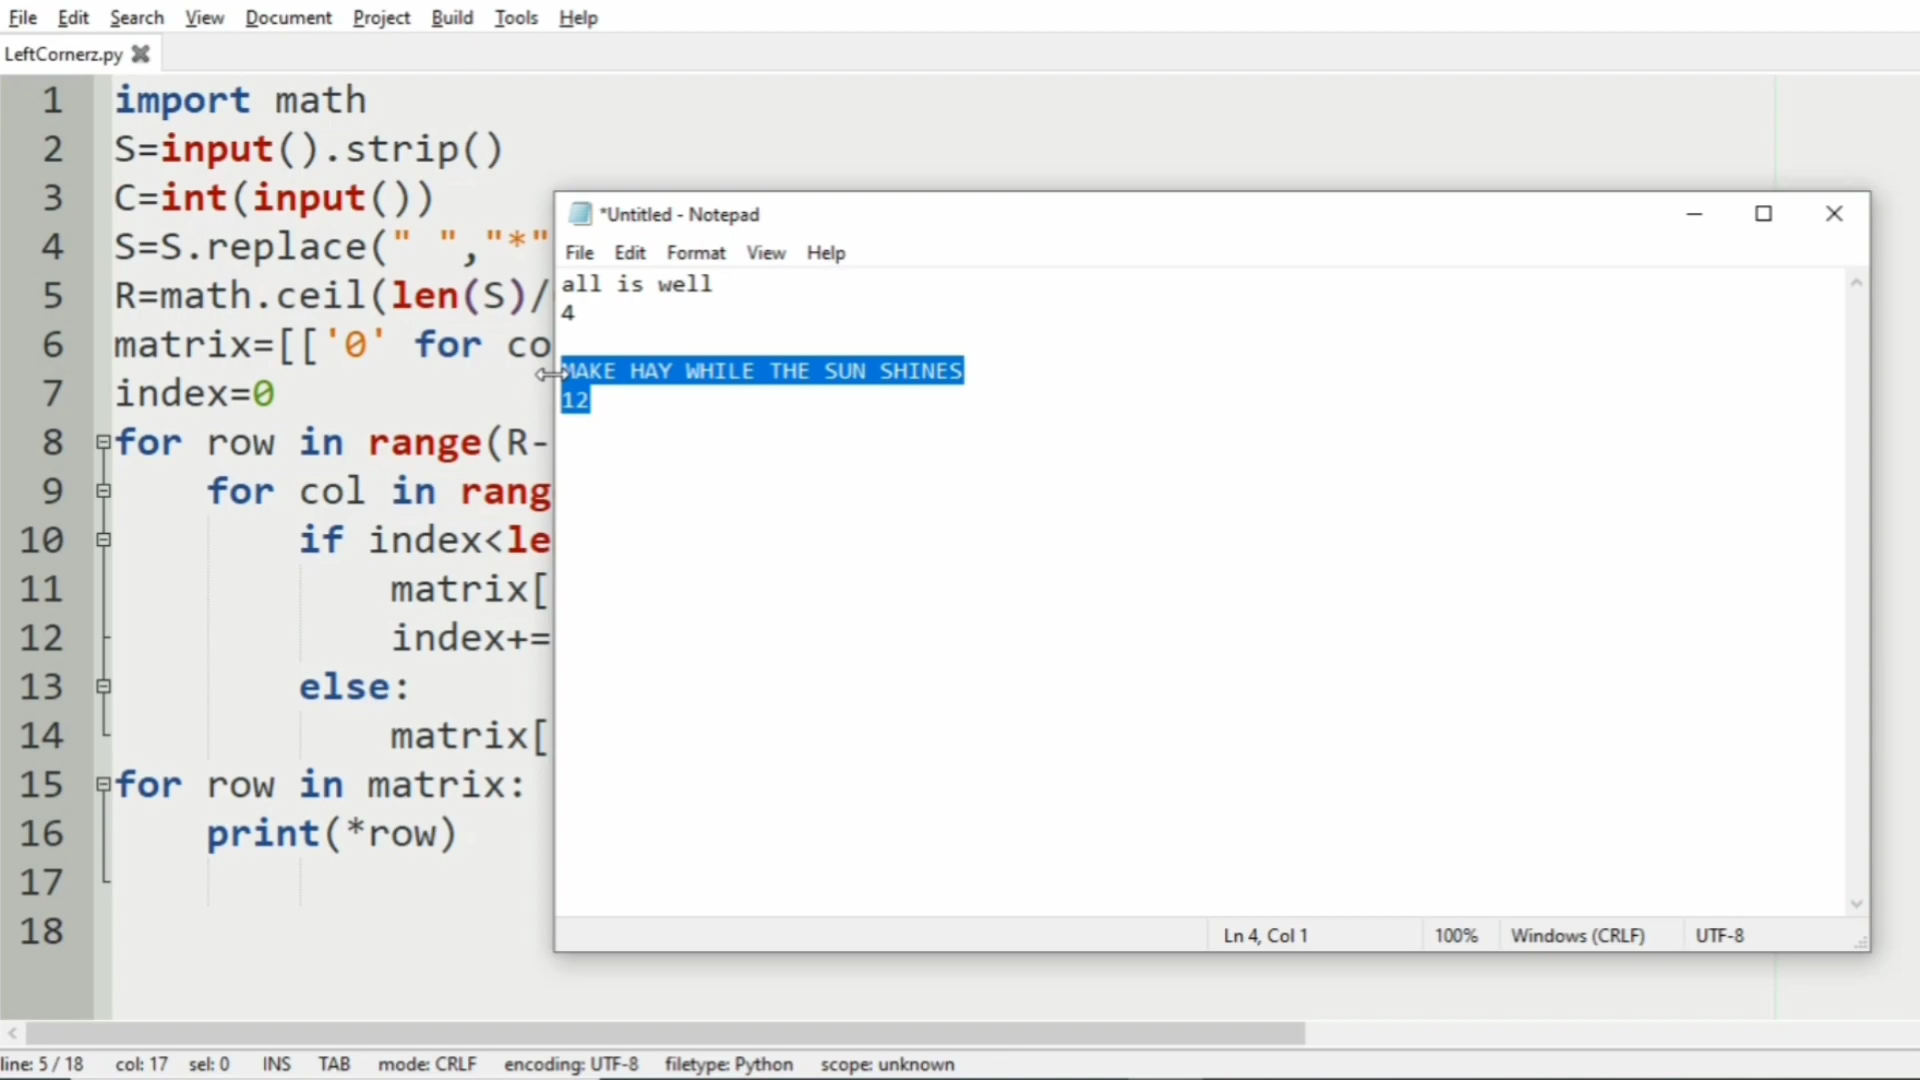 File Edit Search View Document Project Build Tools Help
LeftCornerz.py
1 import math
2 S=input().strip()
3 C=int(input())
4 S=S.replace(" ","*"
5 R=math.ceil(len(S)/
6 matrix=[['0' for co
7 index=0
8 for row in range(R-
9 for col in rang
10 if index<le
11 matrix[
12 index+=
13 else:
14 matrix[
15 for row in matrix:
16 print(*row)
17
18
*Untitled - Notepad
File Edit Format View Help
all is well
4
MAKE HAY WHILE THE SUN SHINES
12
Ln 4, Col 1 100% Windows (CRLF) UTF-8
line: 5 / 18 col: 17 sel: 0 INS TAB mode: CRLF encoding: UTF-8 filetype: Python scope: unknown